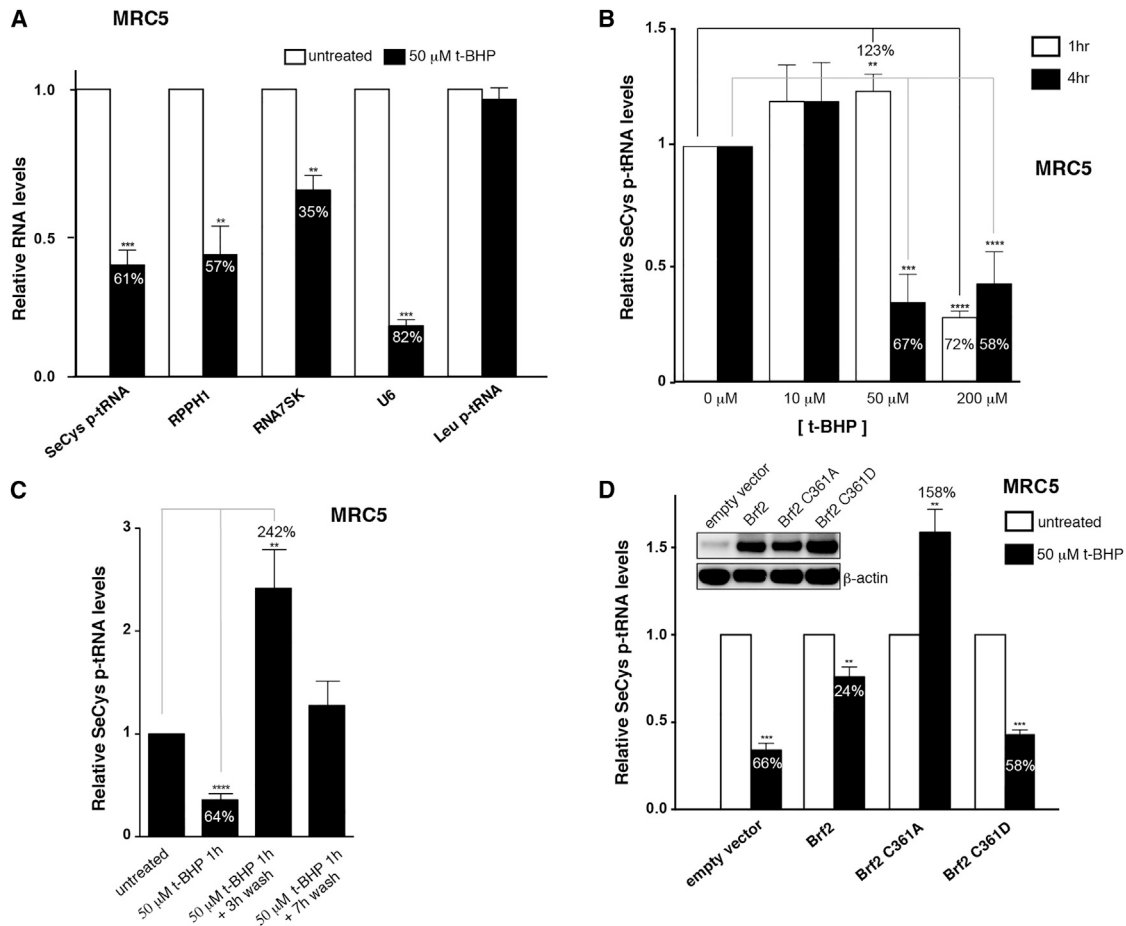 A
MRC5
untreated
50 μM t-BHP
Relative RNA levels
1.0
0.5
0.0
***
61%
**
57%
**
35%
***
82%
SeCys p-tRNA
RPPH1
RNA7SK
U6
Leu p-tRNA
B
1hr
4hr
MRC5
Relative SeCys p-tRNA levels
1.5
1
0.5
0
123%
**
***
67%
****
72%
****
58%
0 μM
10 μM
50 μM
200 μM
[ t-BHP ]
C
MRC5
Relative SeCys p-tRNA levels
3
2
1
0
****
64%
242%
**
untreated
50 μM t-BHP 1h
50 μM t-BHP 1h
+ 3h wash
50 μM t-BHP 1h
+ 7h wash
D
MRC5
untreated
50 μM t-BHP
empty vector
Brf2
Brf2 C361A
Brf2 C361D
β-actin
Relative SeCys p-tRNA levels
1.5
1.0
0.5
0.0
***
66%
**
24%
158%
**
***
58%
empty vector
Brf2
Brf2 C361A
Brf2 C361D